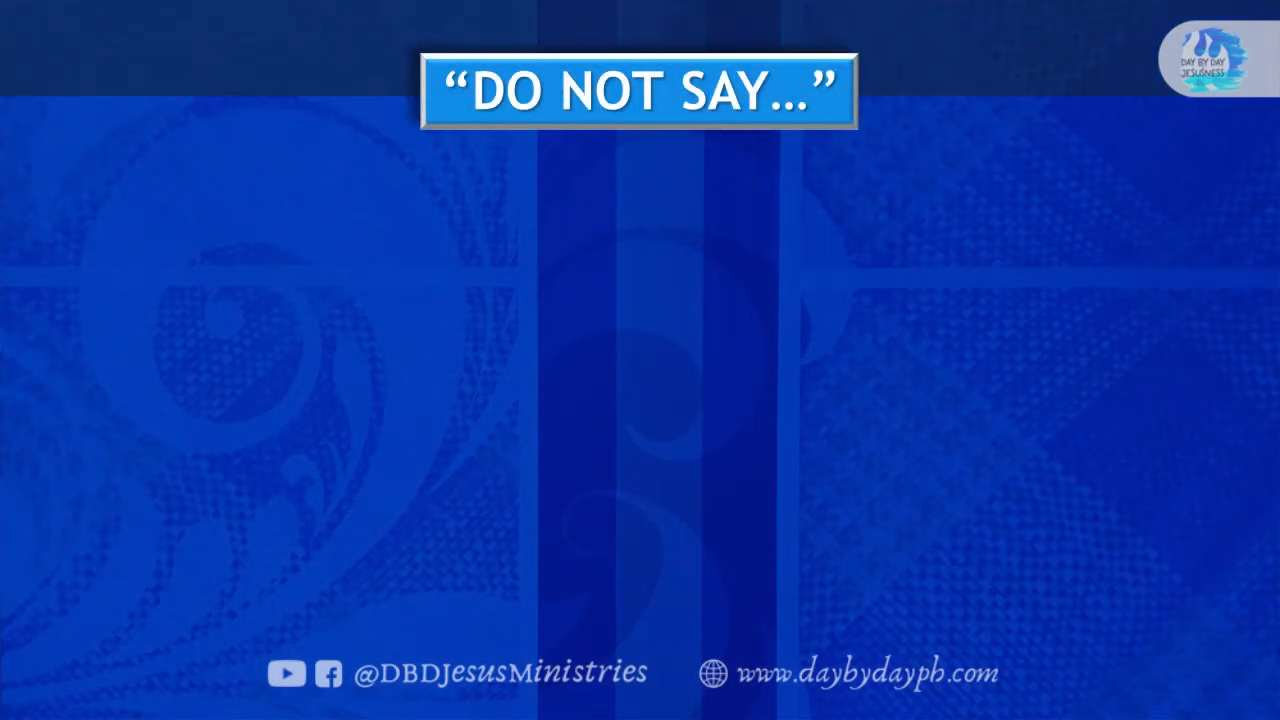 “DO NOT SAY…”
DAY BY DAY
JESUSNESS
@DBDJesusMinistries
www.daybydayph.com